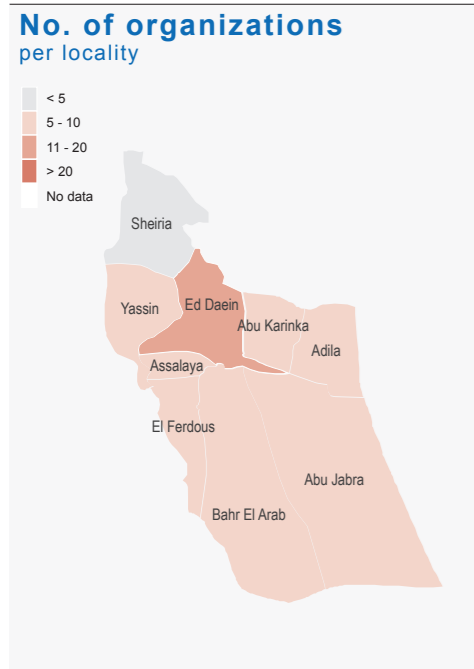 No. of organizations
per locality
< 5
5 - 10
11 - 20
> 20
No data
Sheiria
Yassin
Ed Daein
Abu Karinka
Adila
Assalaya
El Ferdous
Abu Jabra
Bahr El Arab